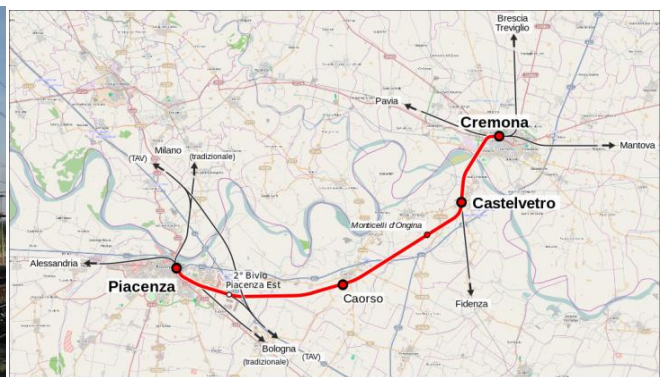 Brescia
Treviglio
Pavia
Cremona
Mantova
Milano
(TAV)
(tradizionale)
Castelvetro
Monticelli d'Ongina
Alessandria
2° Bivio
Piacenza Est
Piacenza
Caorso
Fidenza
Bologna
(tradizionale)
(TAV)